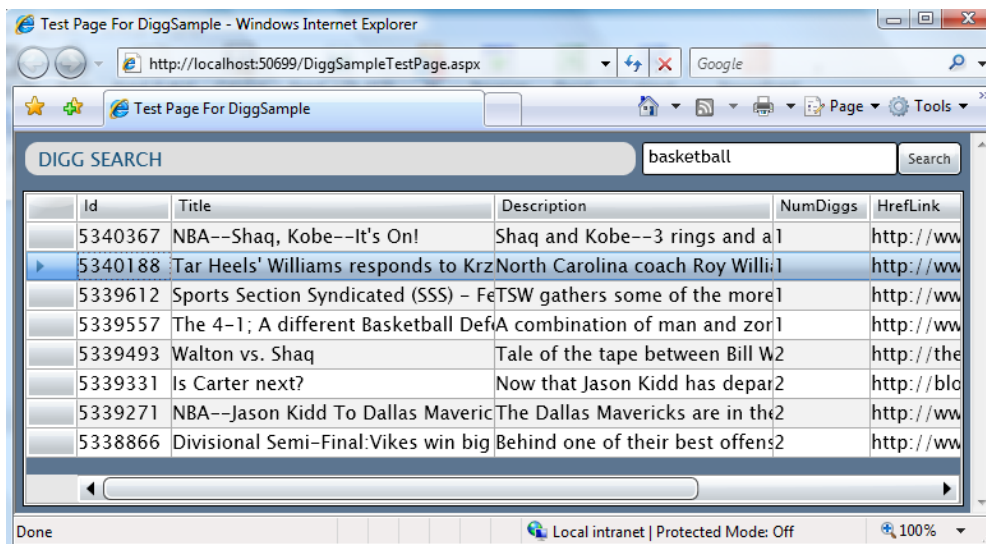 Test Page For DiggSample - Windows Internet Explorer
http://localhost:50699/DiggSampleTestPage.aspx Google
Test Page For DiggSample Page Tools
DIGG SEARCH basketball Search
Id Title Description NumDiggs HrefLink
5340367 NBA--Shaq, Kobe--It's On! Shaq and Kobe--3 rings and a 1 http://ww
5340188 Tar Heels' Williams responds to Krz North Carolina coach Roy Willi 1 http://ww
5339612 Sports Section Syndicated (SSS) - Fe TSW gathers some of the more 1 http://ww
5339557 The 4-1; A different Basketball Def A combination of man and zor 1 http://ww
5339493 Walton vs. Shaq Tale of the tape between Bill W 2 http://the
5339331 Is Carter next? Now that Jason Kidd has depar 2 http://blo
5339271 NBA--Jason Kidd To Dallas Maveric The Dallas Mavericks are in the 2 http://ww
5338866 Divisional Semi-Final:Vikes win big Behind one of their best offens 2 http://ww
Done Local intranet | Protected Mode: Off 100%